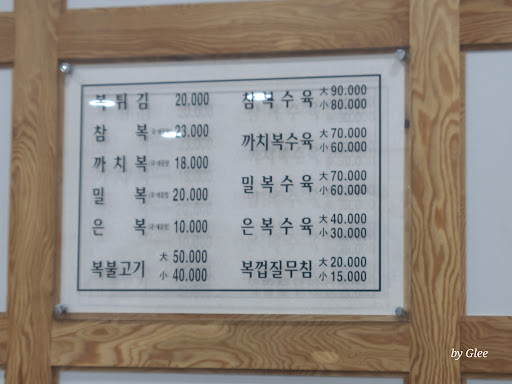 복 튀 김 20.000
참 복 23.000
까 치 복 18.000
밀 복 20.000
은 복 10.000
복불고기 大 50.000
小 40.000
참 복 수 육 大 90.000
小 80.000
까치복수육 大 70.000
小 60.000
밀 복 수 육 大 70.000
小 60.000
은 복 수 육 大 40.000
小 30.000
복껍질무침 大 20.000
小 15.000
by Glee